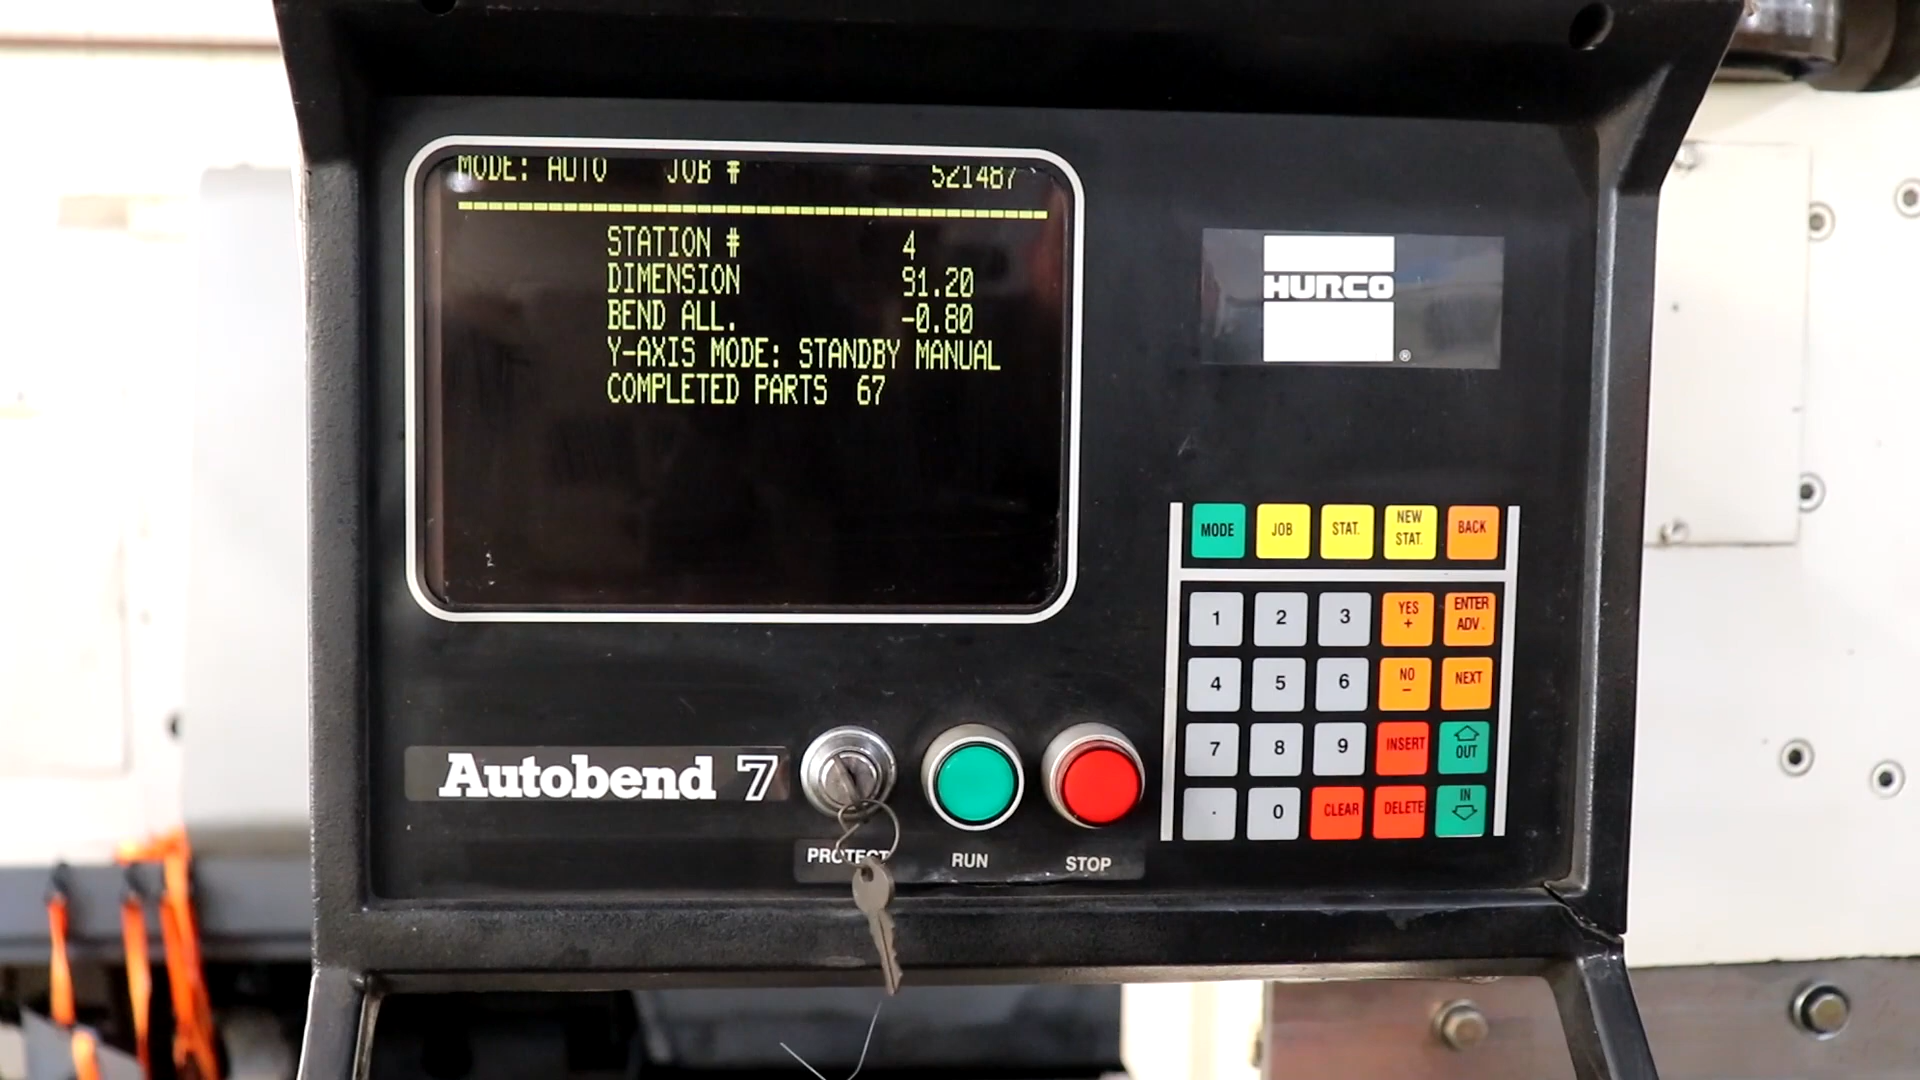 MODE: AUTO JOB # 521487
STATION # 4
DIMENSION 91.20
BEND ALL. -0.80
Y-AXIS MODE: STANDBY MANUAL
COMPLETED PARTS 67
HURCO ®
MODE JOB STAT. NEW STAT. BACK
1 2 3 YES + ENTER ADV.
4 5 6 NO - NEXT
7 8 9 INSERT OUT
. 0 CLEAR DELETE IN
Autobend 7
PROTECT RUN STOP